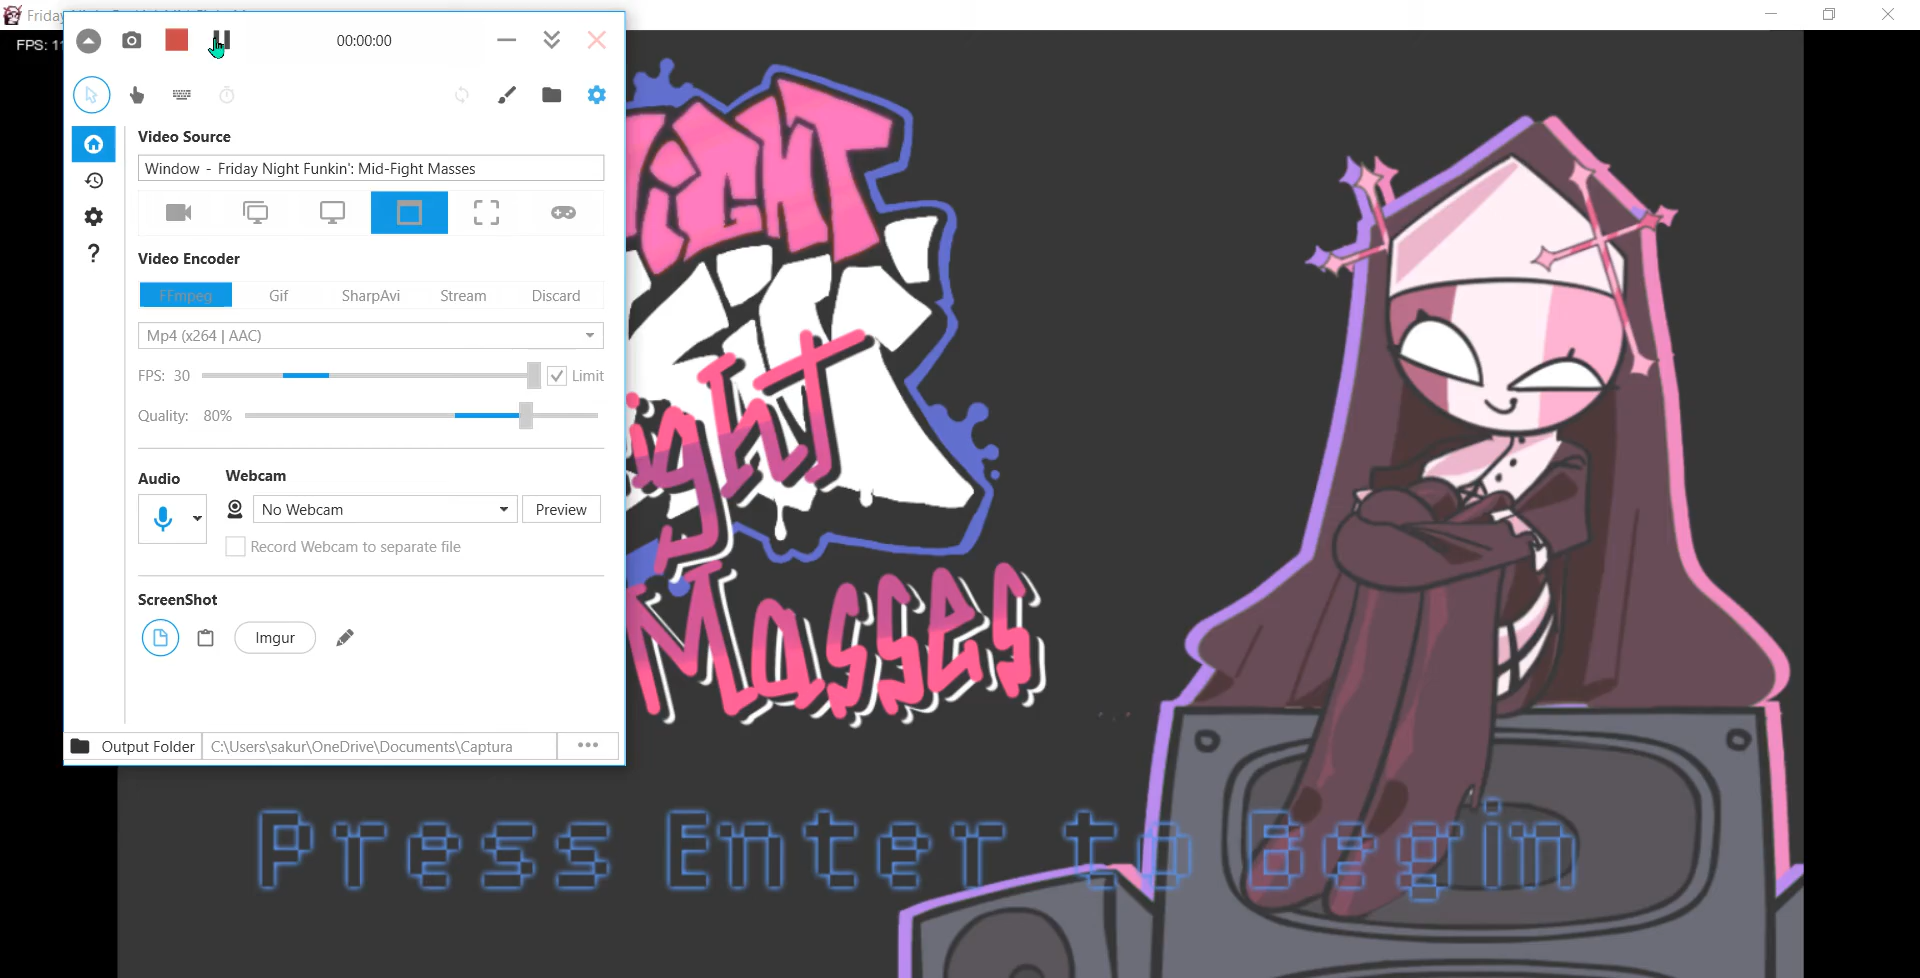 Friday
FPS: 11
00:00:00
Video Source
Window - Friday Night Funkin': Mid-Fight Masses
Video Encoder
FFmpeg Gif SharpAvi Stream Discard
Mp4 (x264 | AAC)
FPS: 30 Limit
Quality: 80%
Audio Webcam
No Webcam Preview
Record Webcam to separate file
ScreenShot
Imgur
Output Folder C:\Users\sakur\OneDrive\Documents\Captura
Masses
Press Enter to Begin